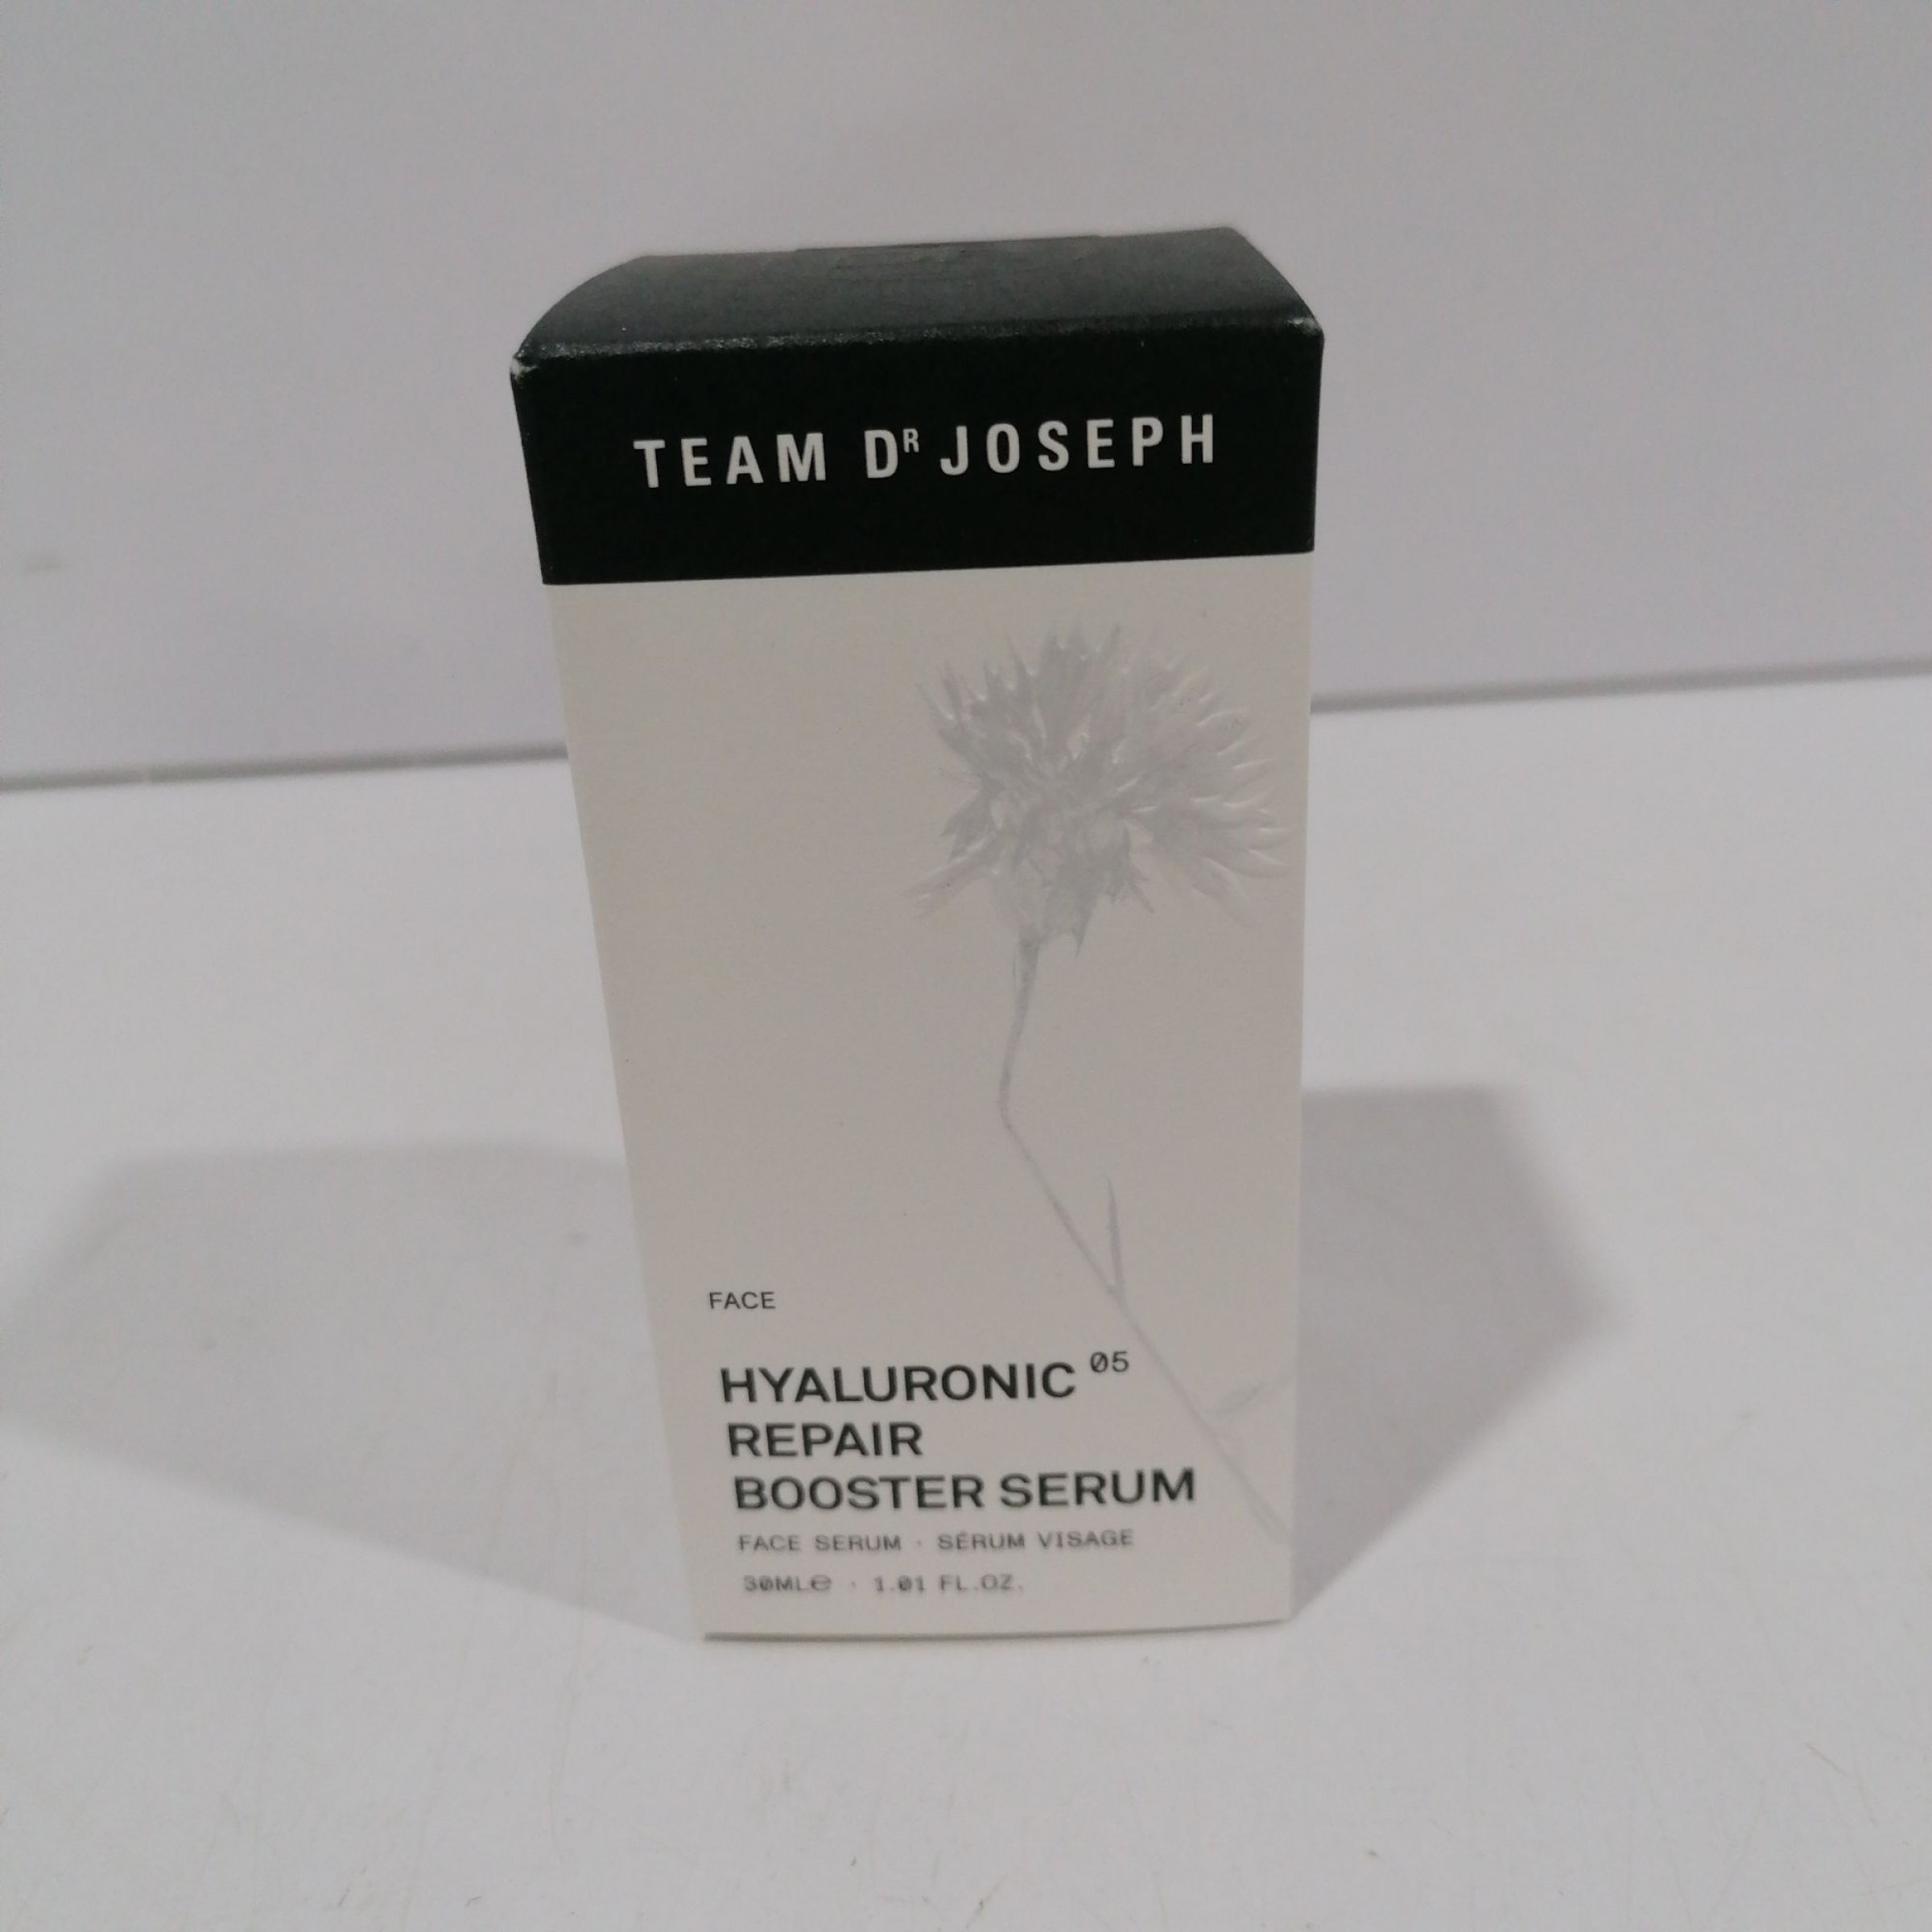 TEAM DR JOSEPH
FACE
HYALURONIC 05
REPAIR
BOOSTER SERUM
FACE SERUM · SÉRUM VISAGE
30ML℮ · 1.01 FL.OZ.